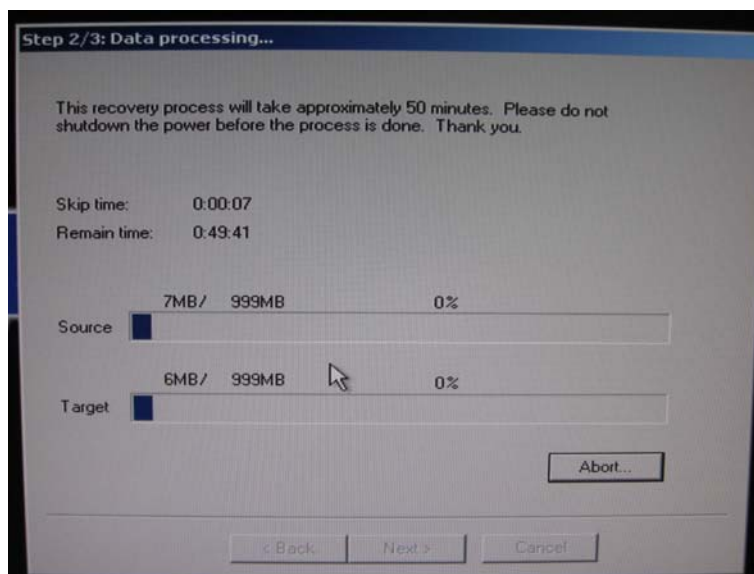 Step 2/3: Data processing...
This recovery process will take approximately 50 minutes. Please do not
shutdown the power before the process is done. Thank you.
Skip time: 0:00:07
Remain time: 0:49:41
7MB/ 999MB 0%
Source
6MB/ 999MB 0%
Target
Abort...
< Back Next > Cancel